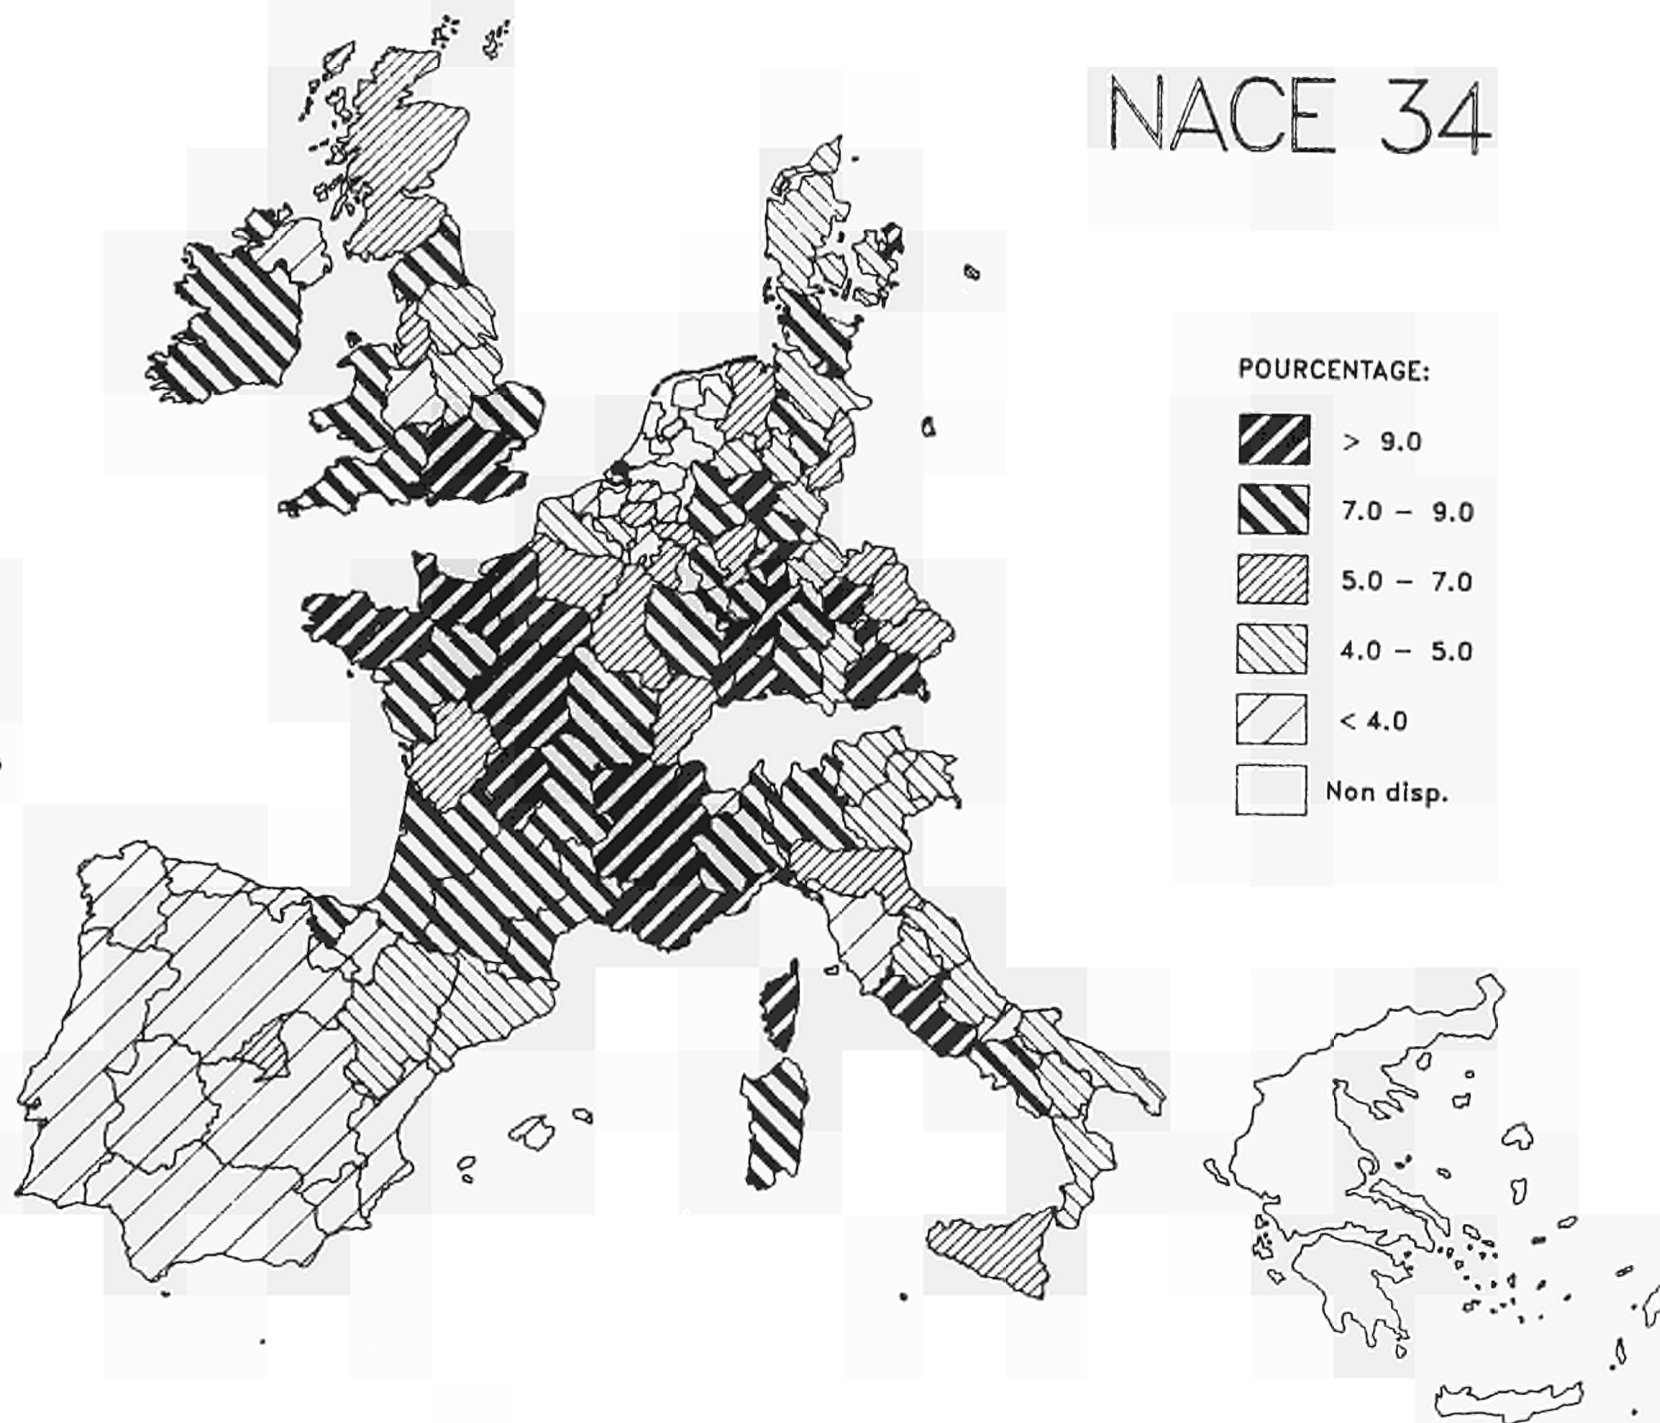 NACE 34
POURCENTAGE:
> 9.0
7.0 – 9.0
5.0 – 7.0
4.0 – 5.0
< 4.0
Non disp.